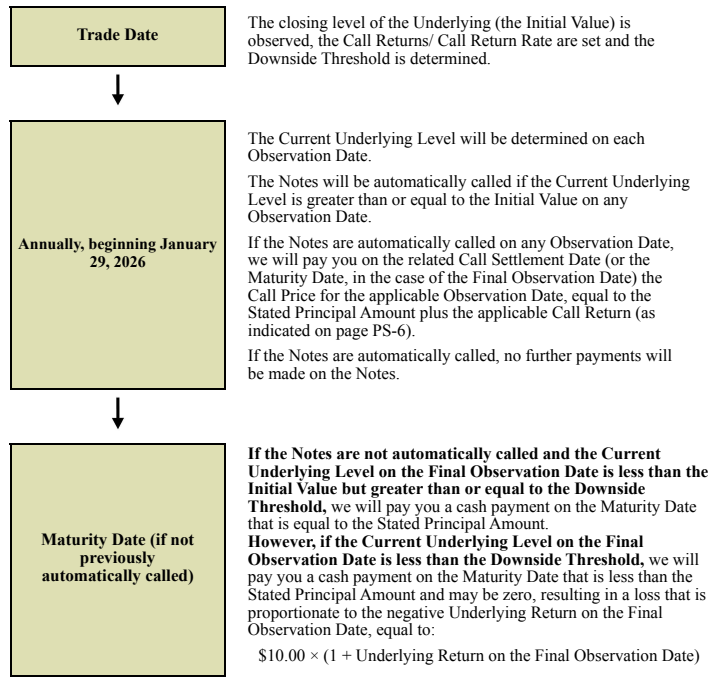 Trade Date
The closing level of the Underlying (the Initial Value) is
observed, the Call Returns/ Call Return Rate are set and the
Downside Threshold is determined.
Annually, beginning January
29, 2026
The Current Underlying Level will be determined on each
Observation Date.
The Notes will be automatically called if the Current Underlying
Level is greater than or equal to the Initial Value on any
Observation Date.
If the Notes are automatically called on any Observation Date,
we will pay you on the related Call Settlement Date (or the
Maturity Date, in the case of the Final Observation Date) the
Call Price for the applicable Observation Date, equal to the
Stated Principal Amount plus the applicable Call Return (as
indicated on page PS-6).
If the Notes are automatically called, no further payments will
be made on the Notes.
Maturity Date (if not
previously
automatically called)
If the Notes are not automatically called and the Current
Underlying Level on the Final Observation Date is less than the
Initial Value but greater than or equal to the Downside
Threshold, we will pay you a cash payment on the Maturity Date
that is equal to the Stated Principal Amount.
However, if the Current Underlying Level on the Final
Observation Date is less than the Downside Threshold, we will
pay you a cash payment on the Maturity Date that is less than the
Stated Principal Amount and may be zero, resulting in a loss that is
proportionate to the negative Underlying Return on the Final
Observation Date, equal to:
$10.00 × (1 + Underlying Return on the Final Observation Date)